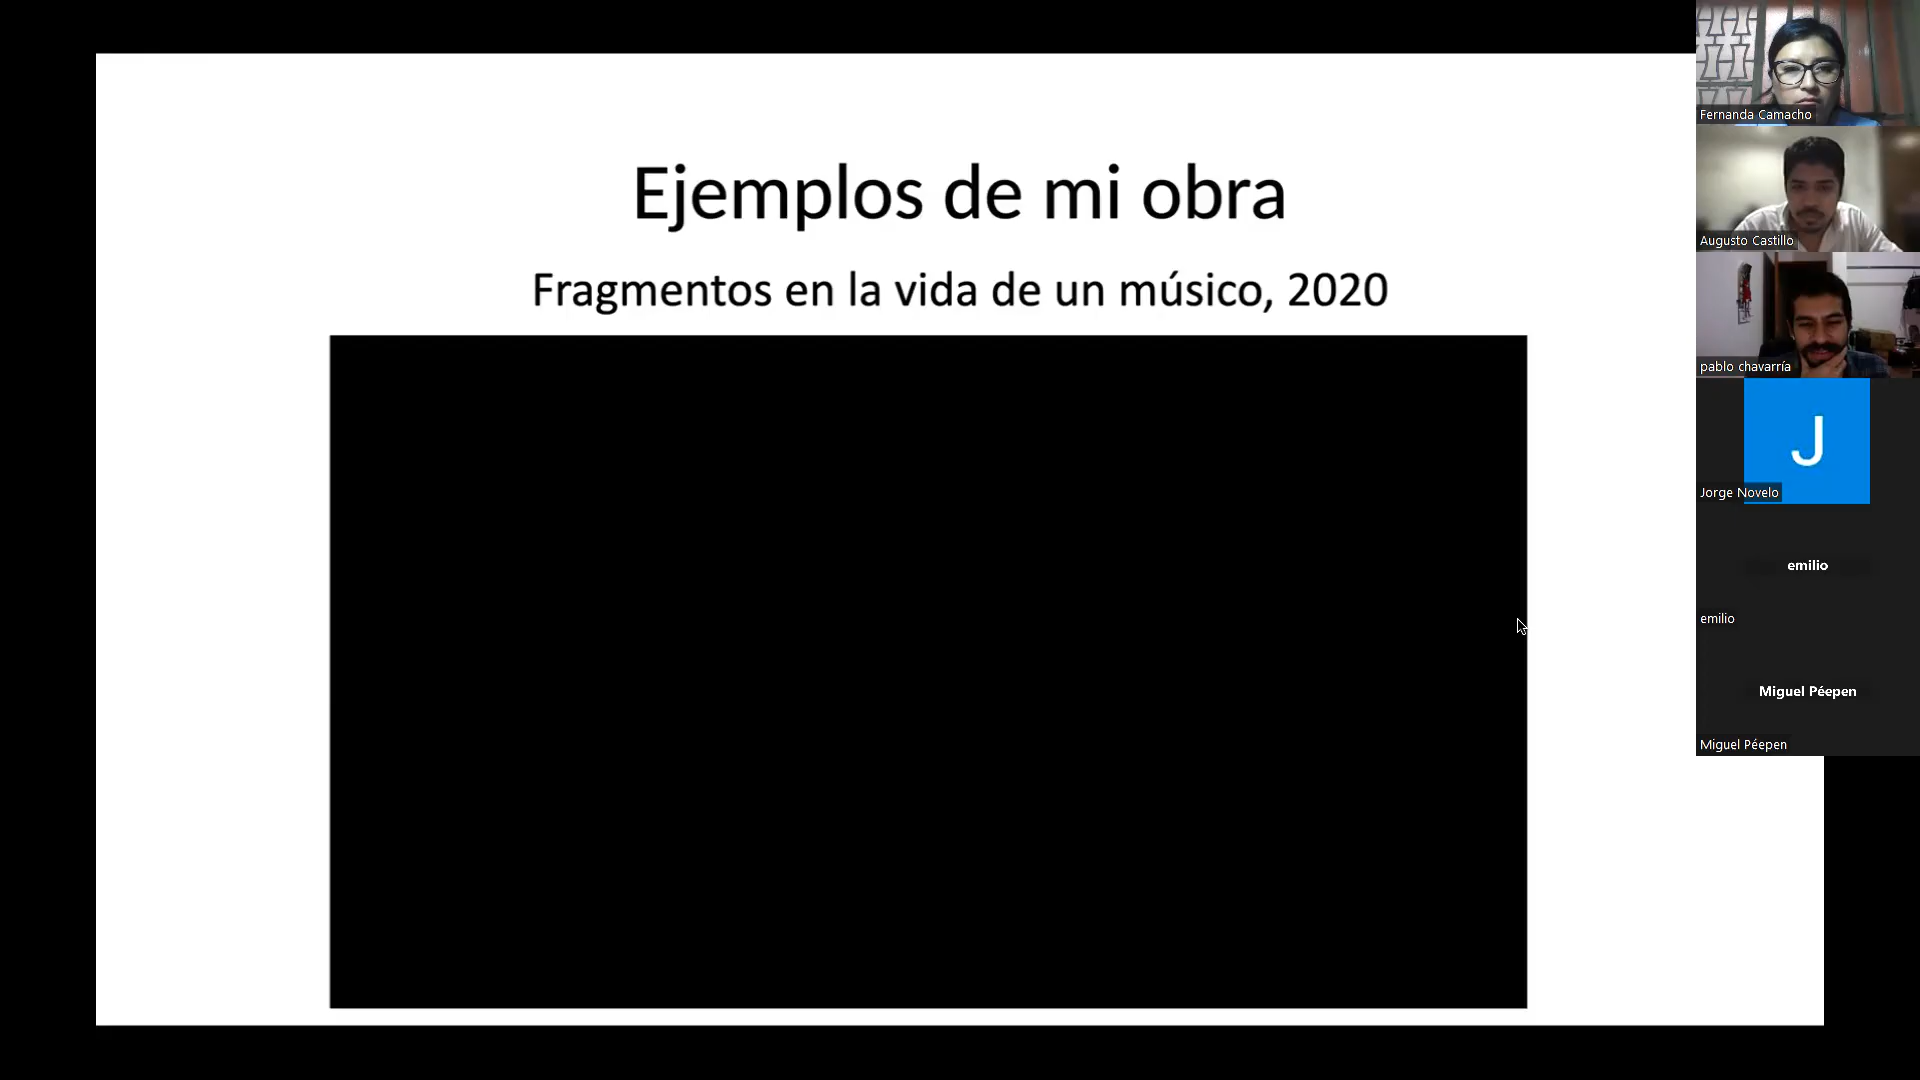 Ejemplos de mi obra
Fragmentos en la vida de un músico, 2020
Fernanda Camacho
Augusto Castillo
pablo chavarría
J
Jorge Novelo
emilio
emilio
Miguel Péepen
Miguel Péepen